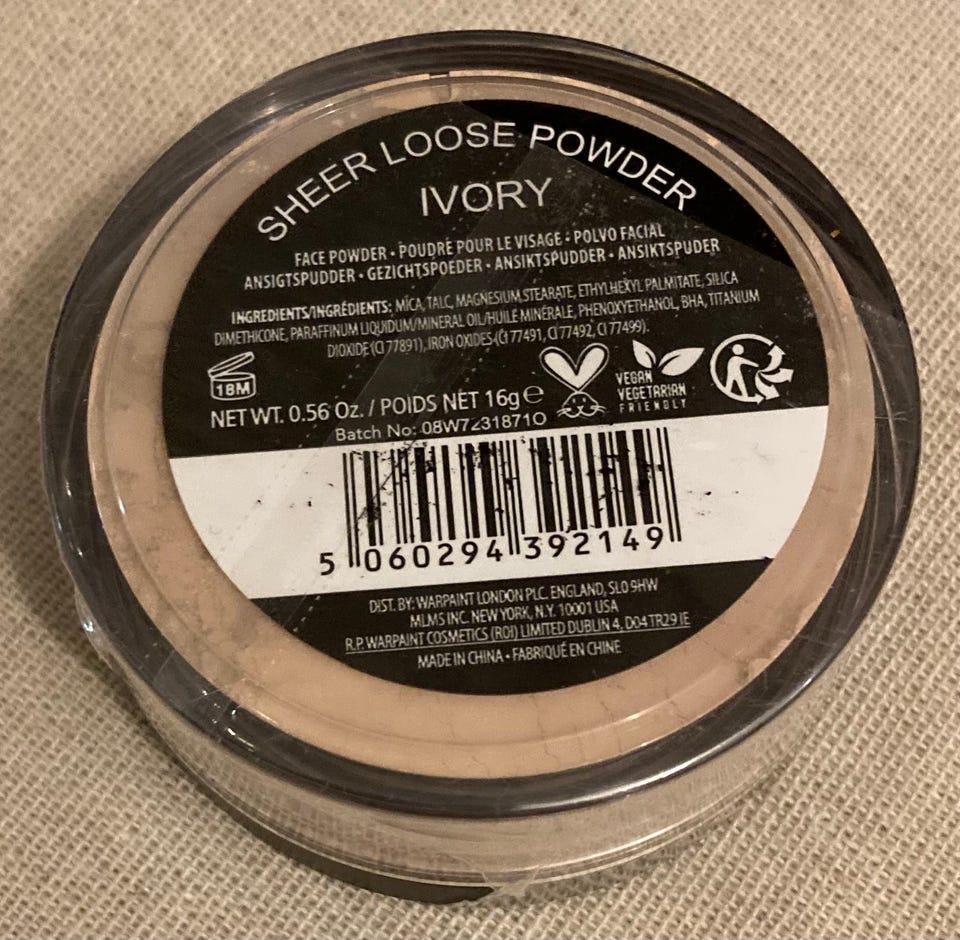 SHEER LOOSE POWDER
IVORY
FACE POWDER • POUDRE POUR LE VISAGE • POLVO FACIAL
ANSIGTSPUDDER • GEZICHTSPOEDER • ANSIKTSPUDDER • ANSIKTSPUDER
INGREDIENTS/INGRÉDIENTS: MICA, TALC, MAGNESIUM STEARATE, ETHYLHEXYL PALMITATE, SILICA
DIMETHICONE, PARAFFINUM LIQUIDUM/MINERAL OIL/HUILE MINÉRALE, PHENOXYETHANOL, BHA, TITANIUM
DIOXIDE (CI 77891), IRON OXIDES (CI 77491, CI 77492, CI 77499).
18M
VEGAN
VEGETARIAN
FRIENDLY
NET WT. 0.56 Oz. / POIDS NET 16g ℮
Batch No: 08W72318710
5 060294 392149
DIST. BY: WARPAINT LONDON PLC. ENGLAND, SL0 9HW
MLMS INC. NEW YORK, N.Y. 10001 USA
R.P. WARPAINT COSMETICS (ROI) LIMITED DUBLIN 4, D04 TR29 IE
MADE IN CHINA • FABRIQUÉ EN CHINE